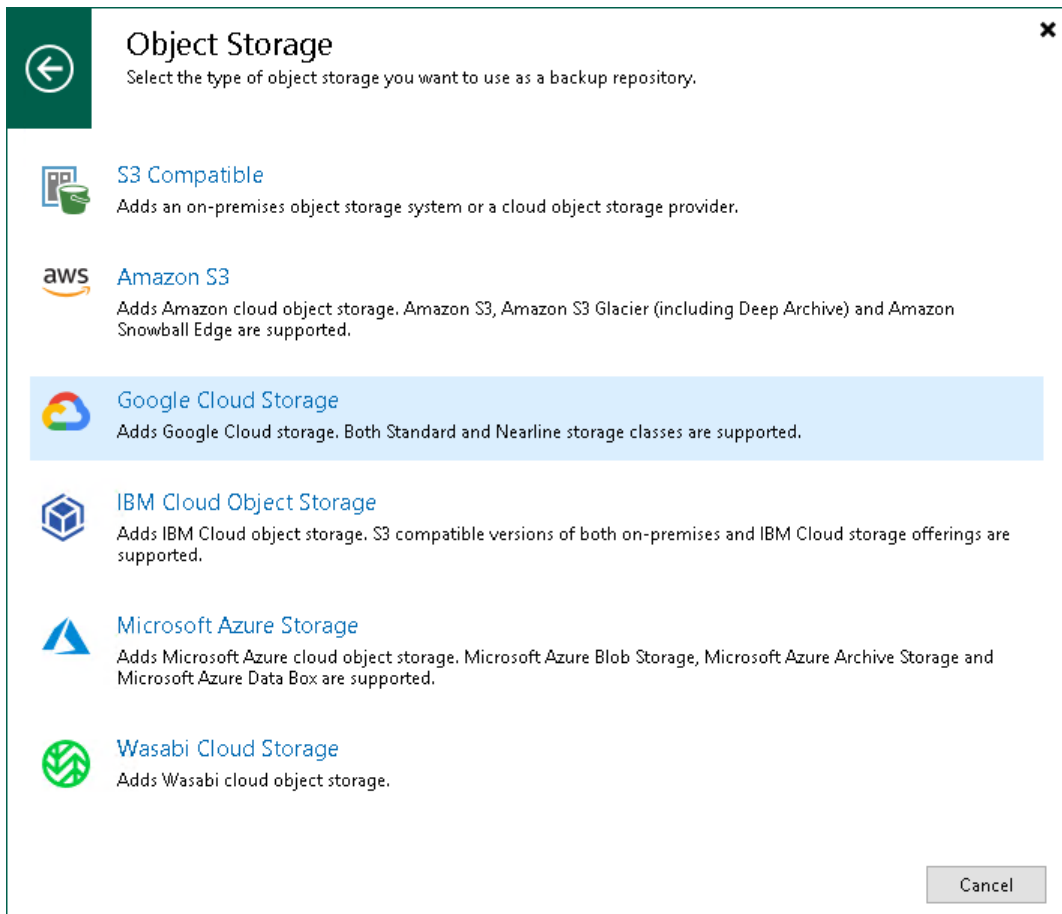 Object Storage
Select the type of object storage you want to use as a backup repository.
S3 Compatible
Adds an on-premises object storage system or a cloud object storage provider.
aws
Amazon S3
Adds Amazon cloud object storage. Amazon S3, Amazon S3 Glacier (including Deep Archive) and Amazon
Snowball Edge are supported.
Google Cloud Storage
Adds Google Cloud storage. Both Standard and Nearline storage classes are supported.
IBM Cloud Object Storage
Adds IBM Cloud object storage. S3 compatible versions of both on-premises and IBM Cloud storage offerings are
supported.
Microsoft Azure Storage
Adds Microsoft Azure cloud object storage. Microsoft Azure Blob Storage, Microsoft Azure Archive Storage and
Microsoft Azure Data Box are supported.
Wasabi Cloud Storage
Adds Wasabi cloud object storage.
Cancel